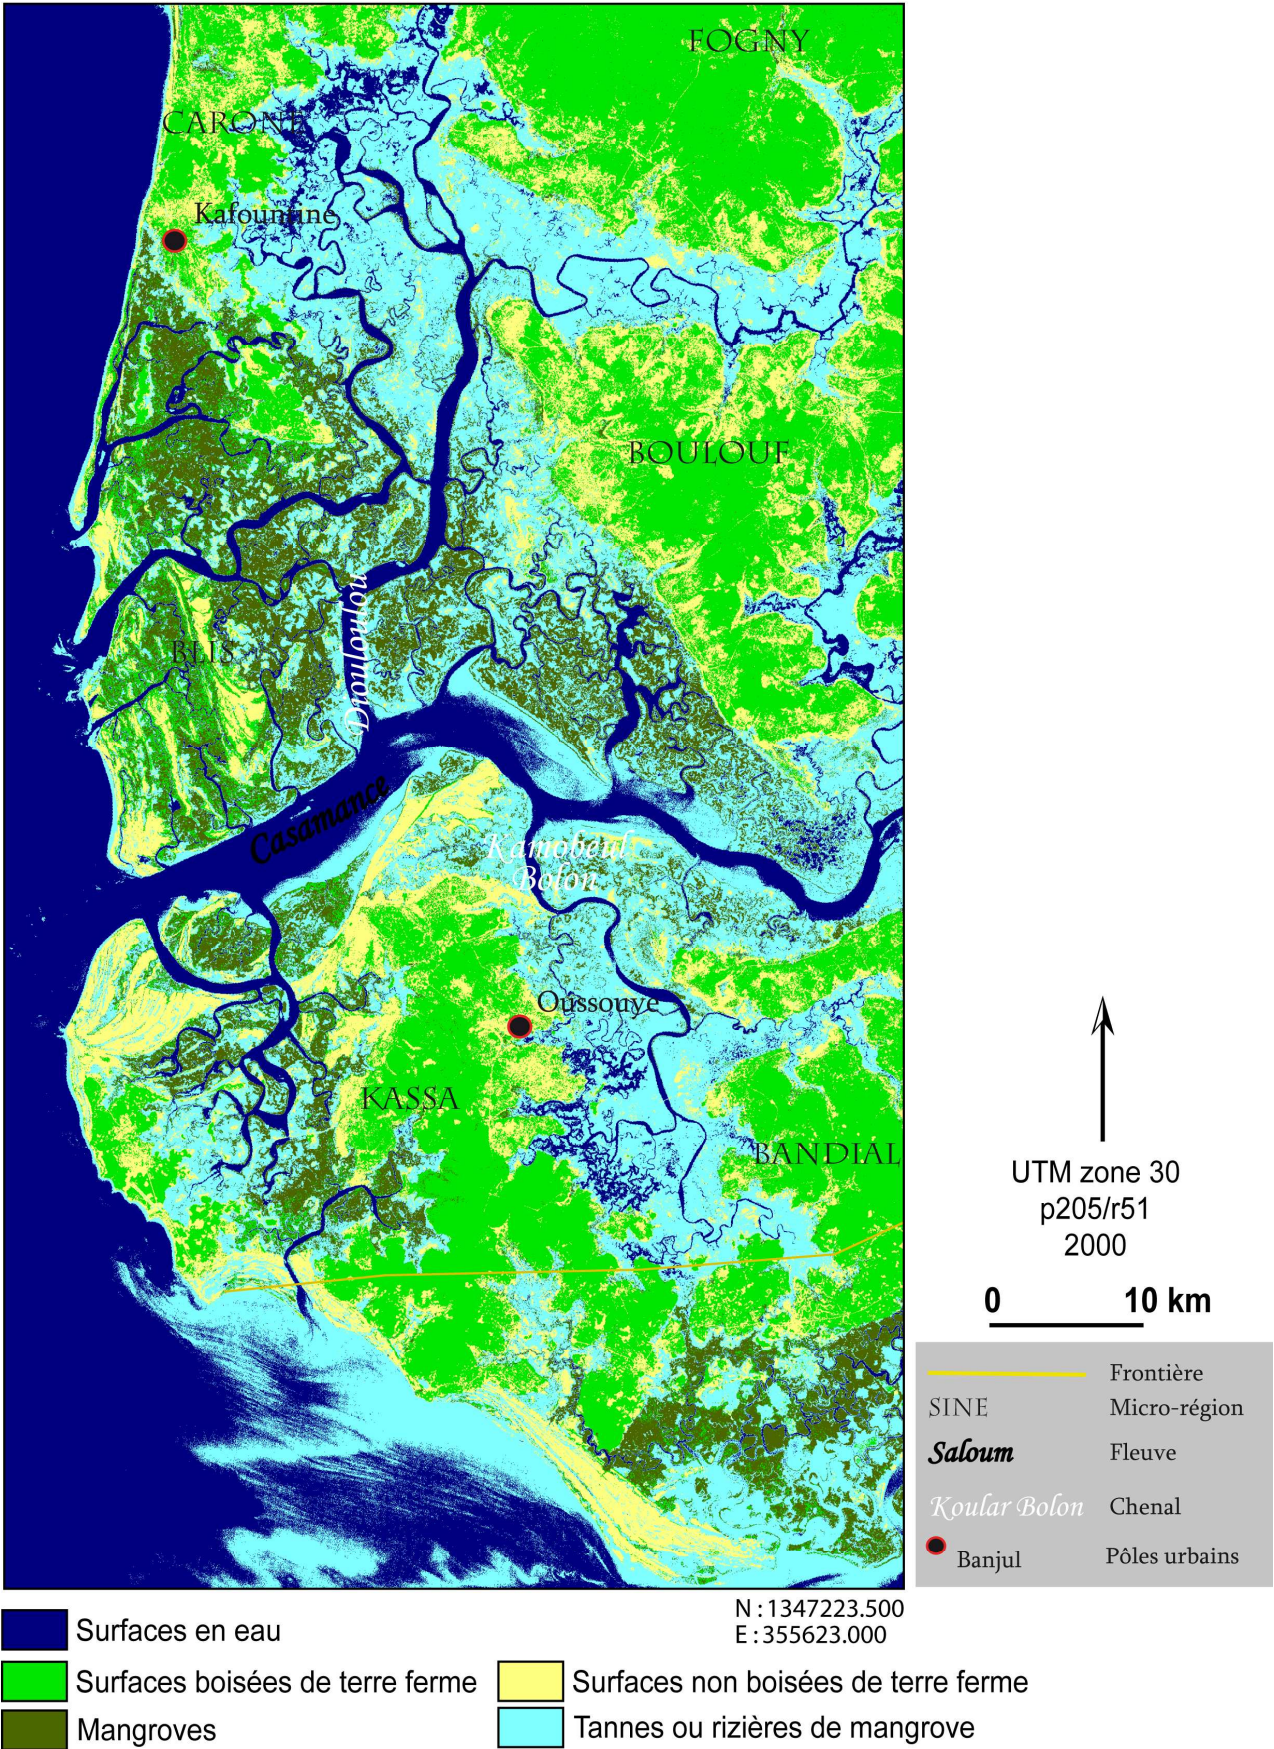 FOGNY
CARONE
Kafountine
BOULOUF
Diouloulou
BLIS
Casamance
Kamobeul
Bolon
Oussouye
KASSA
BANDIAL
UTM zone 30
p205/r51
2000
0 10 km
Frontière
SINE Micro-région
Saloum Fleuve
Koular Bolon Chenal
Banjul Pôles urbains
N : 1347223.500
E : 355623.000
Surfaces en eau
Surfaces boisées de terre ferme Surfaces non boisées de terre ferme
Mangroves Tannes ou rizières de mangrove